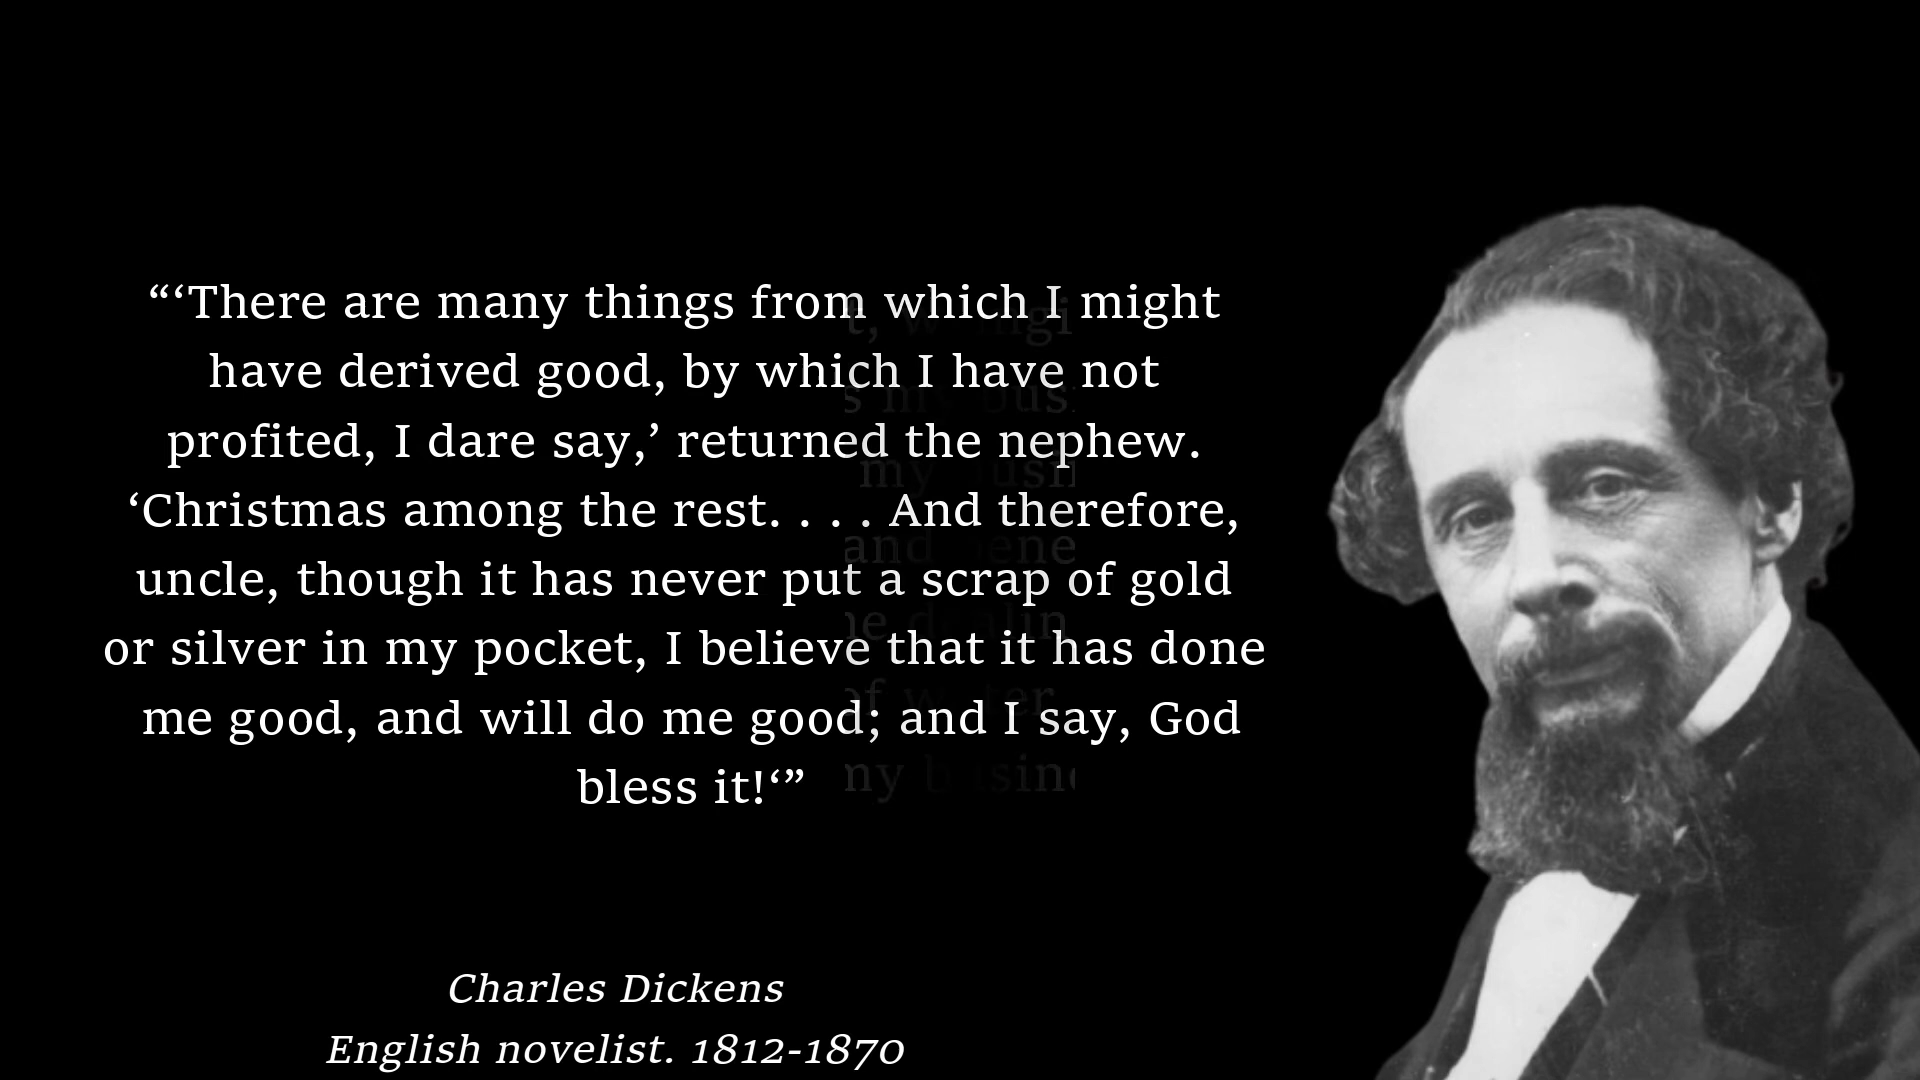 “‘There are many things from which I might
have derived good, by which I have not
profited, I dare say,’ returned the nephew.
‘Christmas among the rest. . . . And therefore,
uncle, though it has never put a scrap of gold
or silver in my pocket, I believe that it has done
me good, and will do me good; and I say, God
bless it!‘”
Charles Dickens
English novelist. 1812-1870